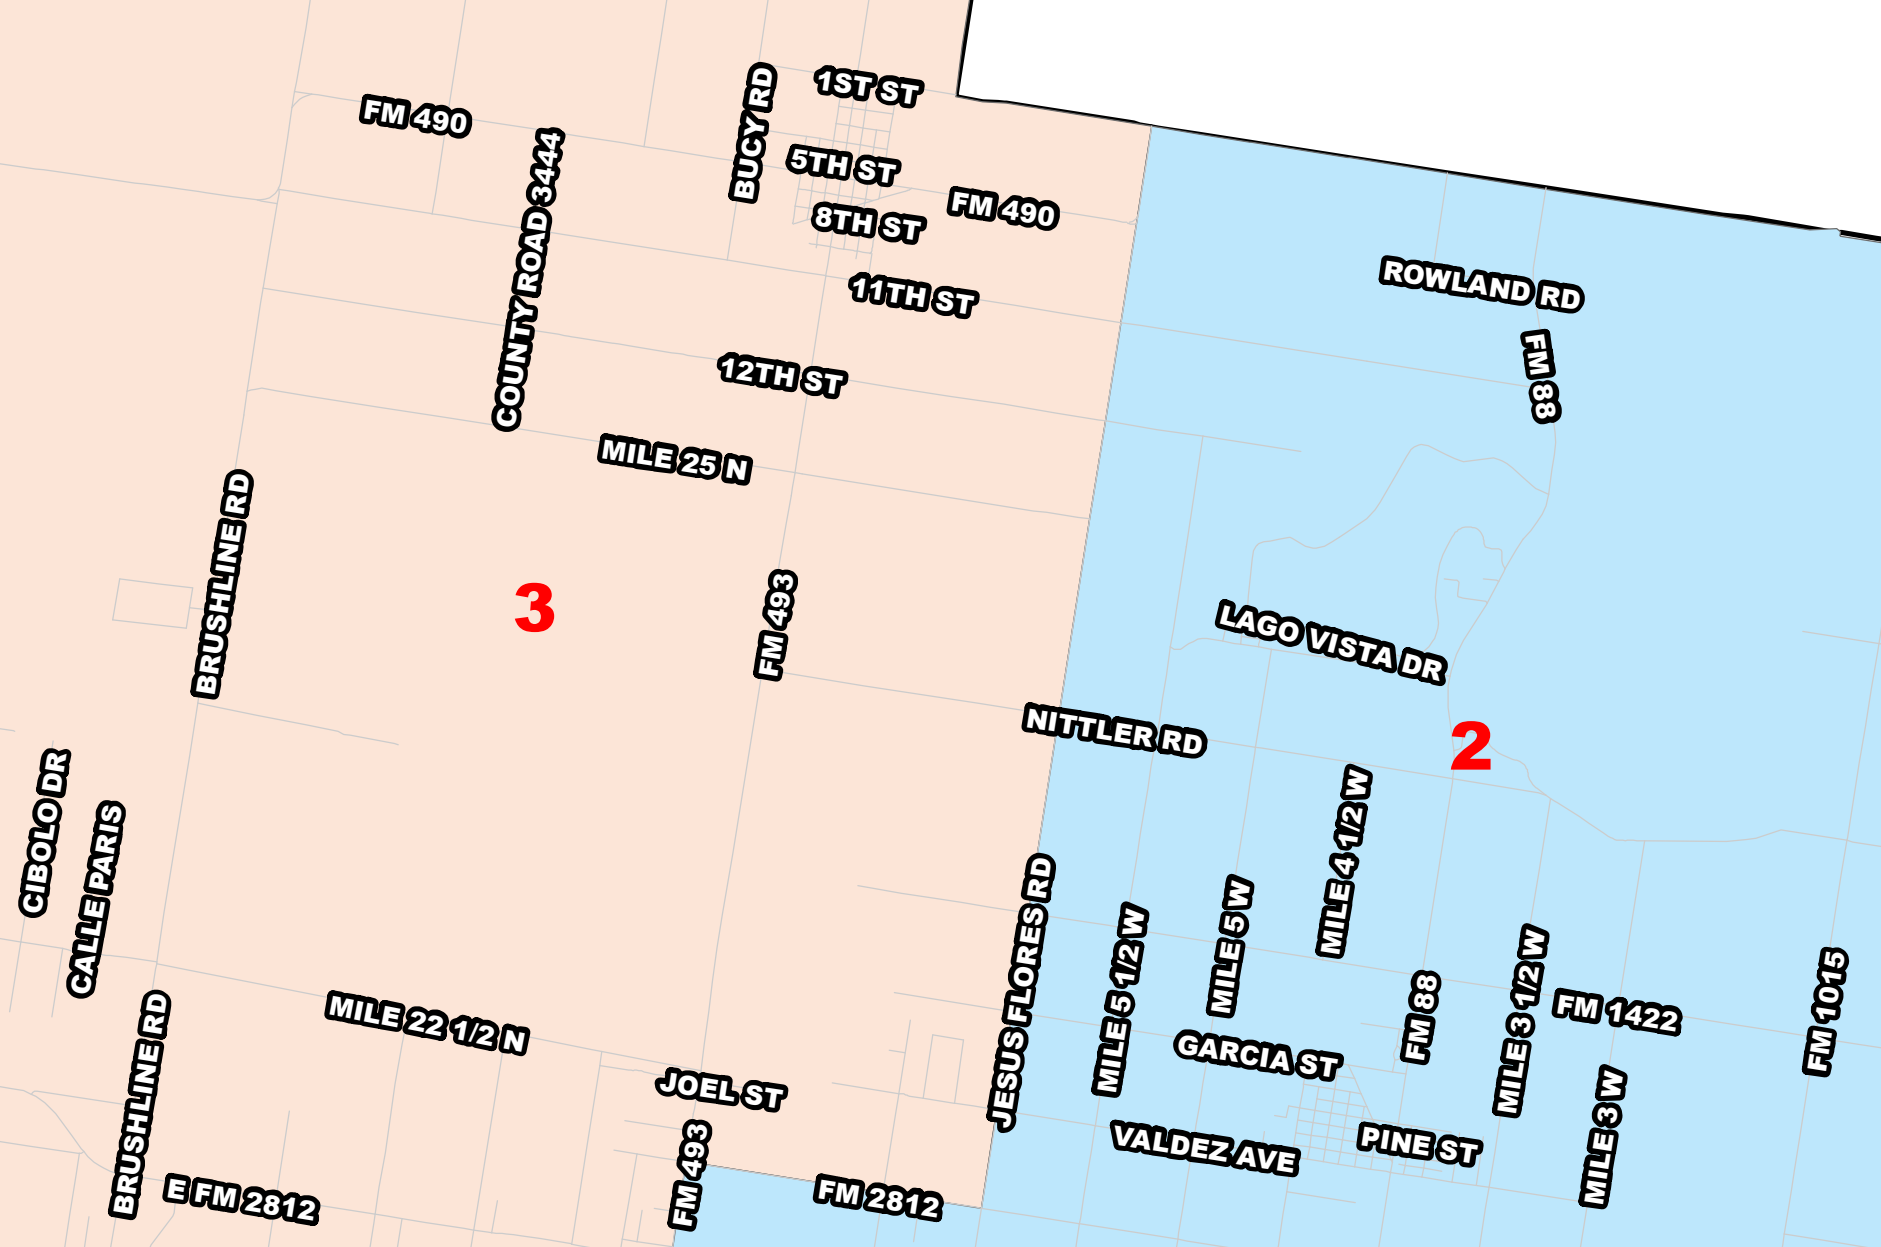 1ST ST
BUCY RD
FM 490
5TH ST
COUNTY ROAD 3444
8TH ST
FM 490
11TH ST
ROWLAND RD
FM 88
12TH ST
MILE 25 N
BRUSHLINE RD
3
FM 493
LAGO VISTA DR
NITTLER RD
2
CIBOLO DR
CALLE PARIS
MILE 4 1/2 W
JESUS FLORES RD
MILE 5 1/2 W
MILE 5 W
FM 88
MILE 3 1/2 W
FM 1422
FM 1015
BRUSHLINE RD
MILE 22 1/2 N
GARCIA ST
JOEL ST
MILE 3 W
FM 493
VALDEZ AVE
PINE ST
E FM 2812
FM 2812